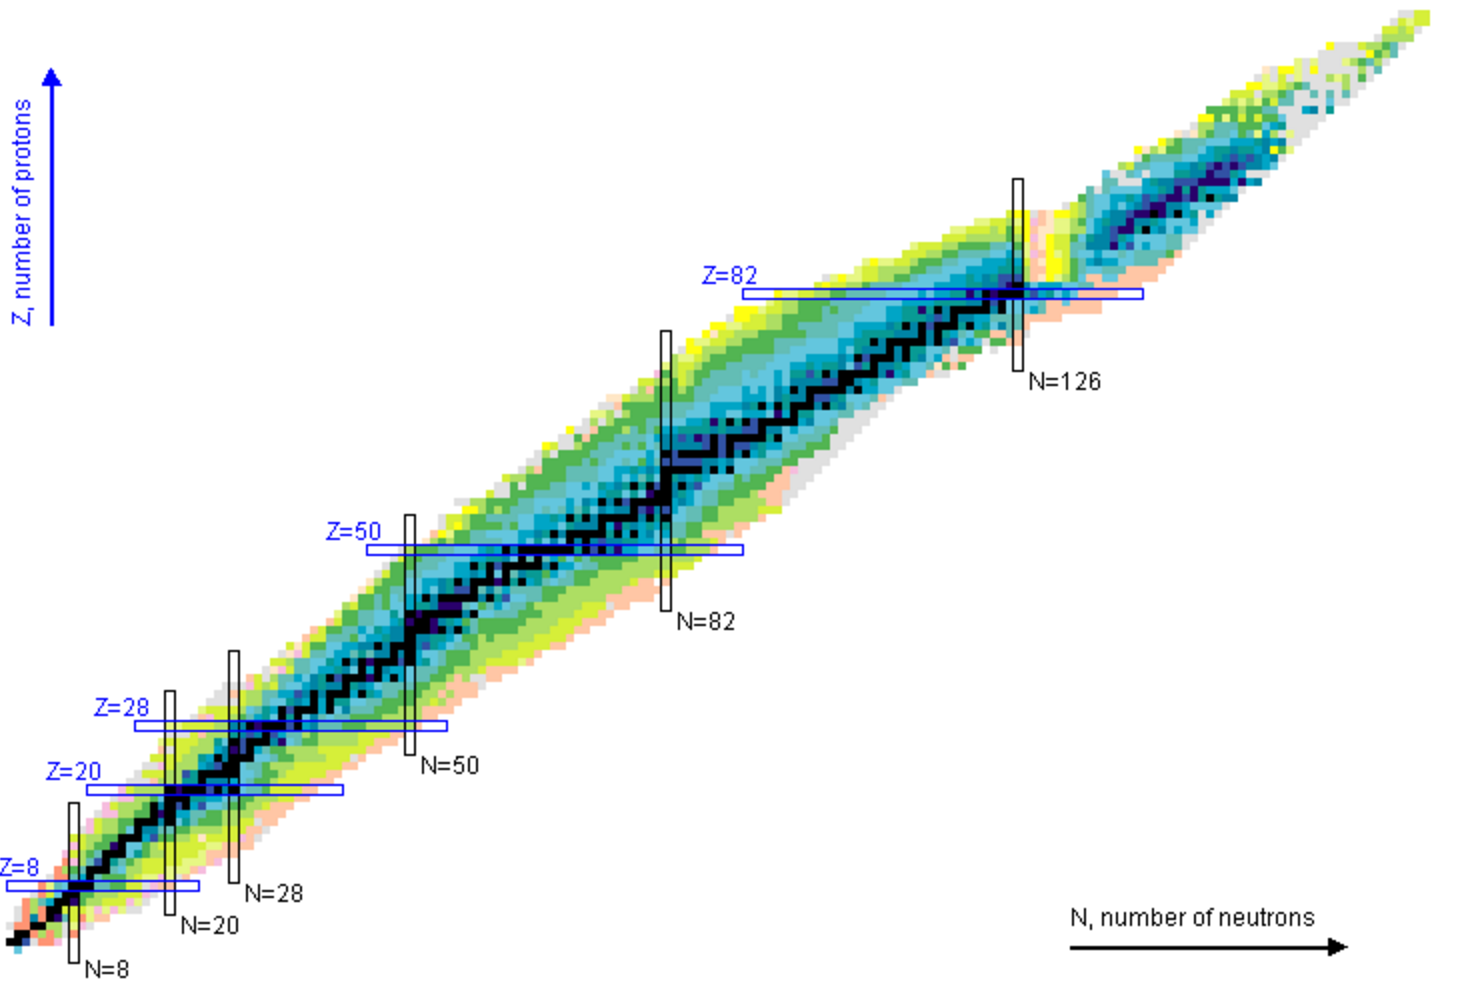 Z, number of protons
Z=82
N=126
Z=50
N=82
Z=28
N=50
Z=20
Z=8
N=28
N=20
N=8
N, number of neutrons